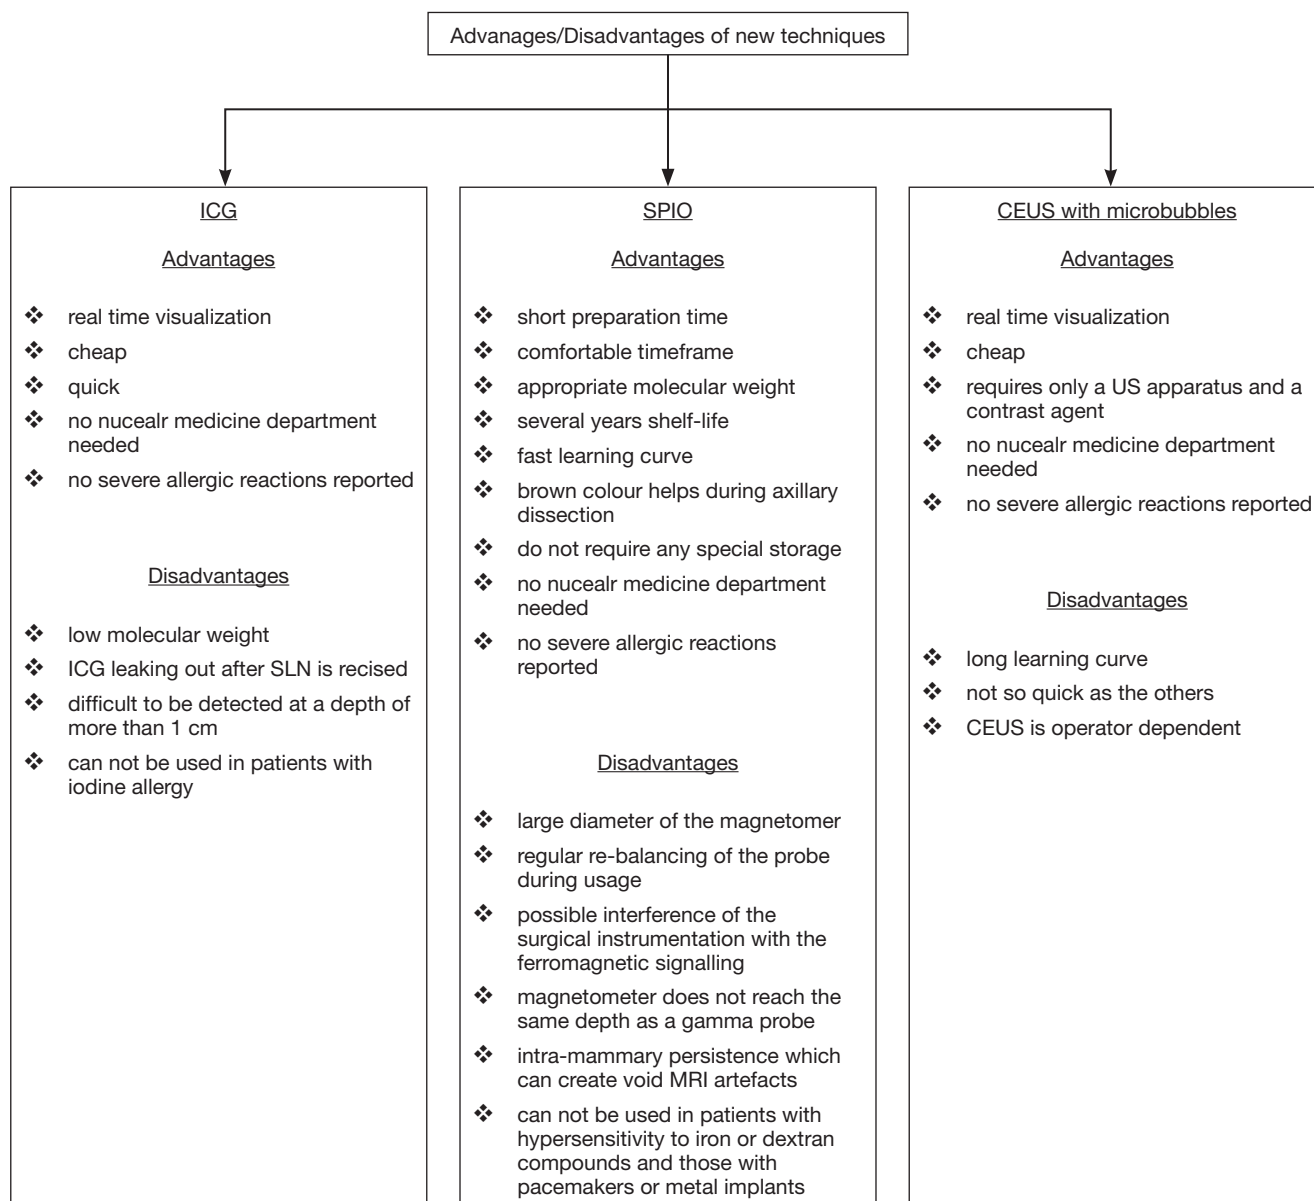 Advanages/Disadvantages of new techniques
ICG
Advantages
❖ real time visualization
❖ cheap
❖ quick
❖ no nucealr medicine department
needed
❖ no severe allergic reactions reported
Disadvantages
❖ low molecular weight
❖ ICG leaking out after SLN is recised
❖ difficult to be detected at a depth of
more than 1 cm
❖ can not be used in patients with
iodine allergy
SPIO
Advantages
❖ short preparation time
❖ comfortable timeframe
❖ appropriate molecular weight
❖ several years shelf-life
❖ fast learning curve
❖ brown colour helps during axillary
dissection
❖ do not require any special storage
❖ no nucealr medicine department
needed
❖ no severe allergic reactions
reported
Disadvantages
❖ large diameter of the magnetomer
❖ regular re-balancing of the probe
during usage
❖ possible interference of the
surgical instrumentation with the
ferromagnetic signalling
❖ magnetometer does not reach the
same depth as a gamma probe
❖ intra-mammary persistence which
can create void MRI artefacts
❖ can not be used in patients with
hypersensitivity to iron or dextran
compounds and those with
pacemakers or metal implants
CEUS with microbubbles
Advantages
❖ real time visualization
❖ cheap
❖ requires only a US apparatus and a
contrast agent
❖ no nucealr medicine department
needed
❖ no severe allergic reactions reported
Disadvantages
❖ long learning curve
❖ not so quick as the others
❖ CEUS is operator dependent